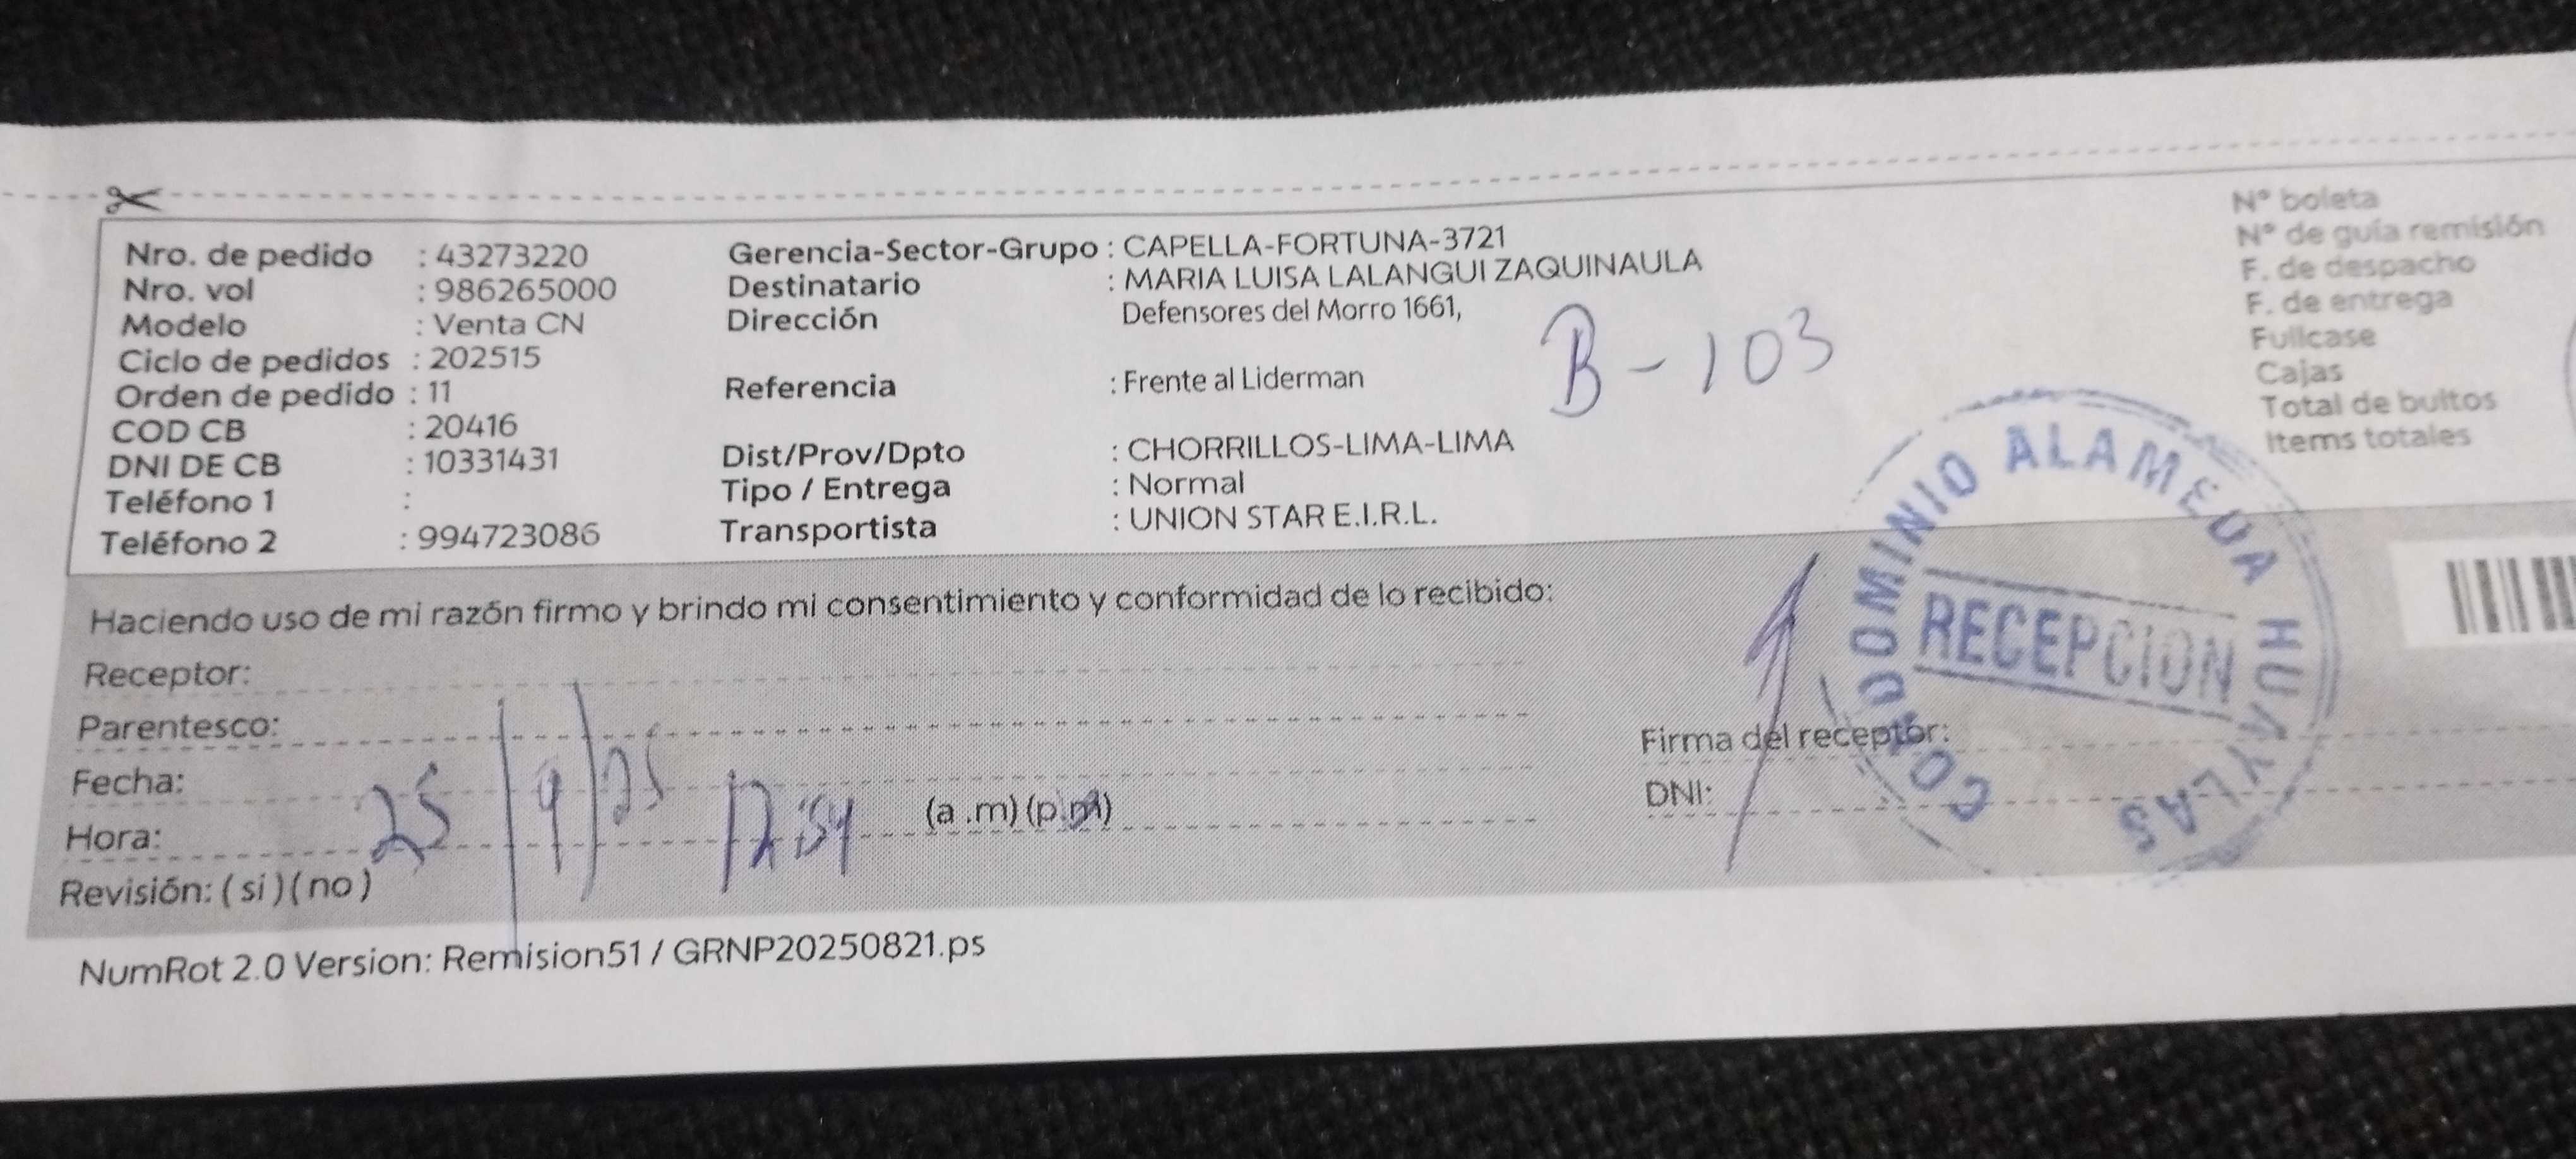 Nro. de pedido : 43273220
Nro. vol : 986265000
Modelo : Venta CN
Ciclo de pedidos : 202515
Orden de pedido : 11
COD CB : 20416
DNI DE CB : 10331431
Teléfono 1 :
Teléfono 2 : 994723086
Gerencia-Sector-Grupo : CAPELLA-FORTUNA-3721
Destinatario : MARIA LUISA LALANGUI ZAQUINAULA
Dirección Defensores del Morro 1661,
B-103
Referencia : Frente al Liderman
Dist/Prov/Dpto : CHORRILLOS-LIMA-LIMA
Tipo / Entrega : Normal
Transportista : UNION STAR E.I.R.L.
Nº boleta
Nº de guía remisión
F. de despacho
F. de entrega
Fullcase
Cajas
Total de bultos
Items totales
Haciendo uso de mi razón firmo y brindo mi consentimiento y conformidad de lo recibido:
Receptor:
Parentesco:
Fecha:
Hora:
25/9/25 12:54 (a .m) (p.m)
Revisión: ( si ) ( no )
Firma del receptor:
DNI:
CONDOMINIO ALAMEDA HUAYLAS
RECEPCION
NumRot 2.0 Version: Remision51 / GRNP20250821.ps